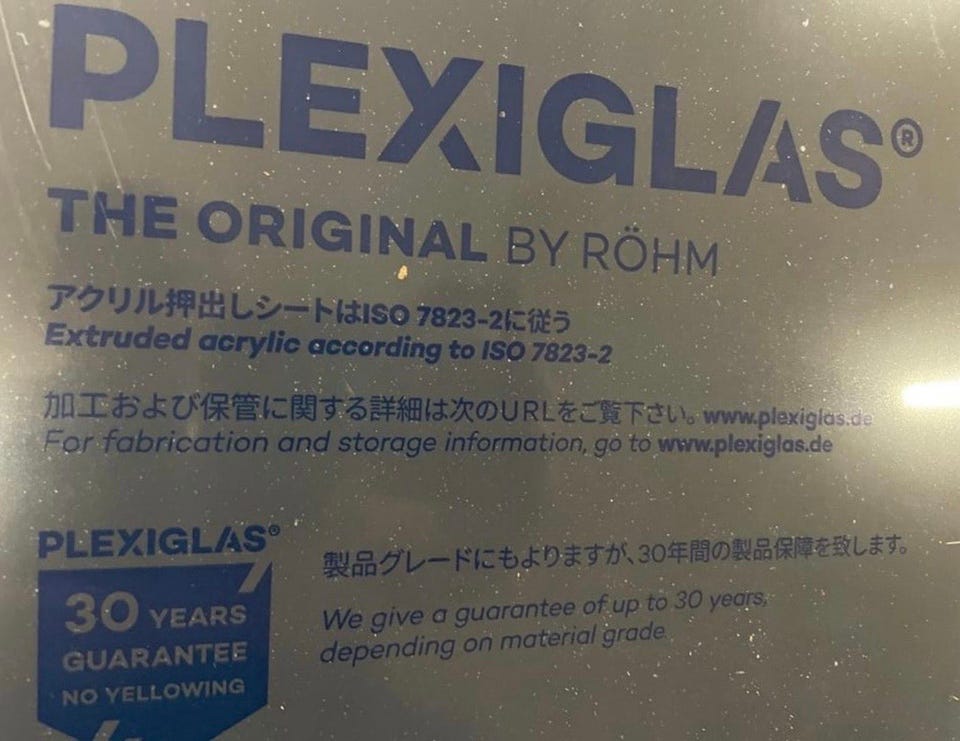 PLEXIGLAS®
THE ORIGINAL BY RÖHM
アクリル押出しシートはISO 7823-2に従う
Extruded acrylic according to ISO 7823-2
加工および保管に関する詳細は次のURLをご覧下さい。www.plexiglas.de
For fabrication and storage information, go to www.plexiglas.de
PLEXIGLAS®
30 YEARS
GUARANTEE
NO YELLOWING
製品グレードにもよりますが、30年間の製品保障を致します。
We give a guarantee of up to 30 years,
depending on material grade.